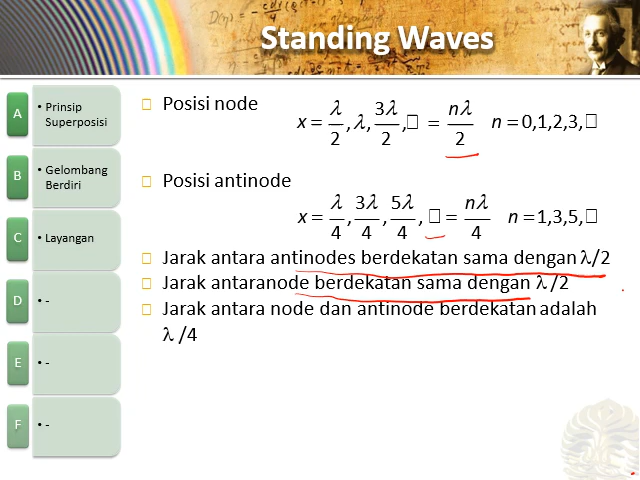 Standing Waves
A
• Prinsip
Superposisi
B
• Gelombang
Berdiri
C
• Layangan
D
• -
E
• -
F
• -
□ Posisi node
x = λ/2, λ, 3λ/2, □ = nλ/2 n = 0,1,2,3,□
□ Posisi antinode
x = λ/4, 3λ/4, 5λ/4, □ = nλ/4 n = 1,3,5,□
□ Jarak antara antinodes berdekatan sama dengan λ/2
□ Jarak antaranode berdekatan sama dengan λ /2
□ Jarak antara node dan antinode berdekatan adalah
λ /4